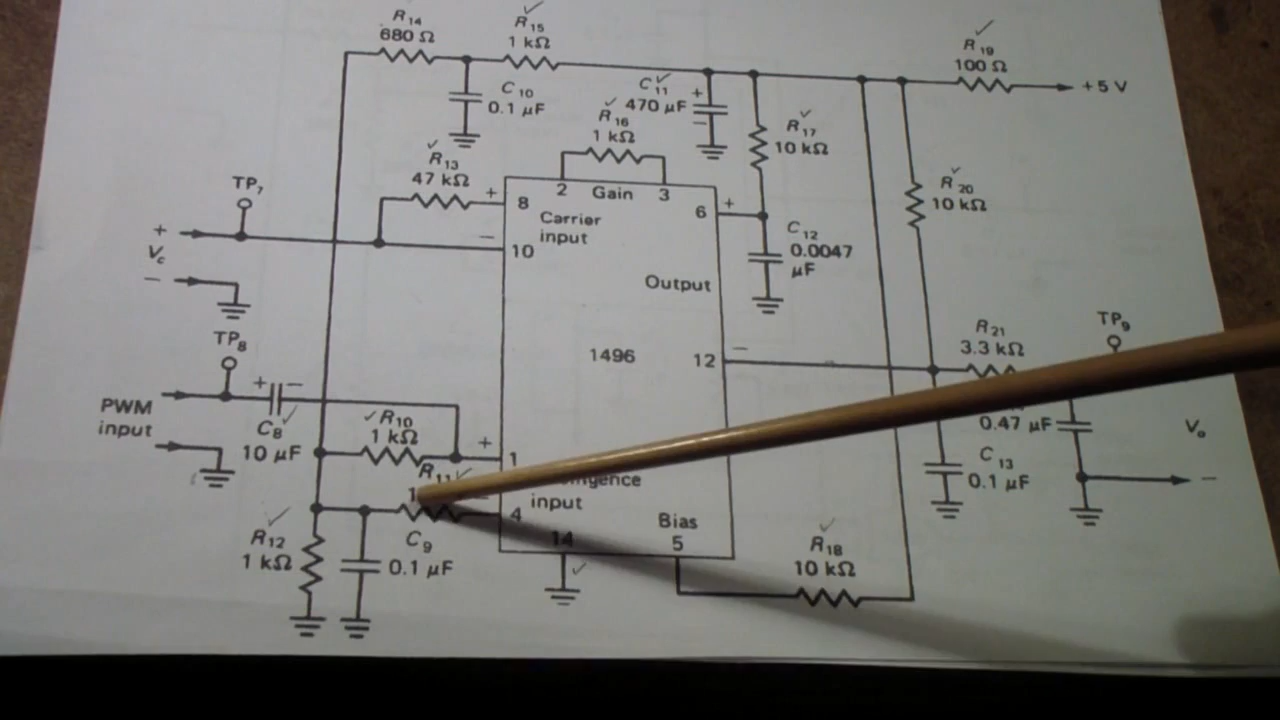 R14
680 Ω
R15
1 kΩ
R19
100 Ω
+5 V
C10
0.1 μF
C11
+
470 μF
−
R16
1 kΩ
R17
10 kΩ
R13
47 kΩ
TP7
+
Vc
−
+
8
2
Gain
3
6
+
R20
10 kΩ
Carrier
input
−
10
C12
0.0047
μF
Output
TP8
1496
12
−
R21
3.3 kΩ
TP9
PWM
input
+
−
C8
10 μF
R10
1 kΩ
+
1
input
4
0.47 μF
Vo
C13
0.1 μF
−
R12
1 kΩ
C9
0.1 μF
14
Bias
5
R18
10 kΩ